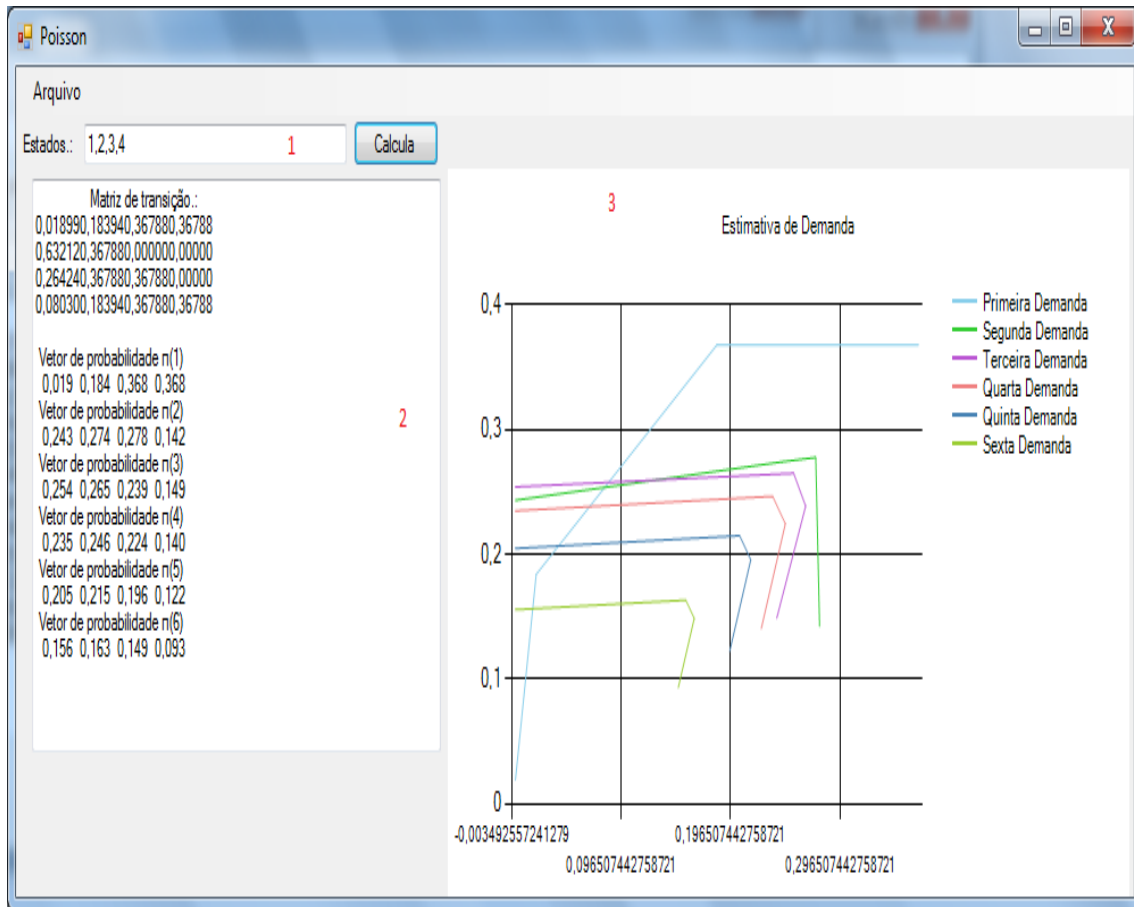 Poisson
Arquivo
Estados.: 1,2,3,4 1 Calcula
Matriz de transição.:
0,018990,183940,367880,36788
0,632120,367880,000000,00000
0,264240,367880,367880,00000
0,080300,183940,367880,36788
Vetor de probabilidade n(1)
0,019 0,184 0,368 0,368
Vetor de probabilidade n(2)
0,243 0,274 0,278 0,142
Vetor de probabilidade n(3)
0,254 0,265 0,239 0,149
Vetor de probabilidade n(4)
0,235 0,246 0,224 0,140
Vetor de probabilidade n(5)
0,205 0,215 0,196 0,122
Vetor de probabilidade n(6)
0,156 0,163 0,149 0,093
2
3
Estimativa de Demanda
0,4
0,3
0,2
0,1
0
-0,003492557241279
0,096507442758721
0,196507442758721
0,296507442758721
Primeira Demanda
Segunda Demanda
Terceira Demanda
Quarta Demanda
Quinta Demanda
Sexta Demanda